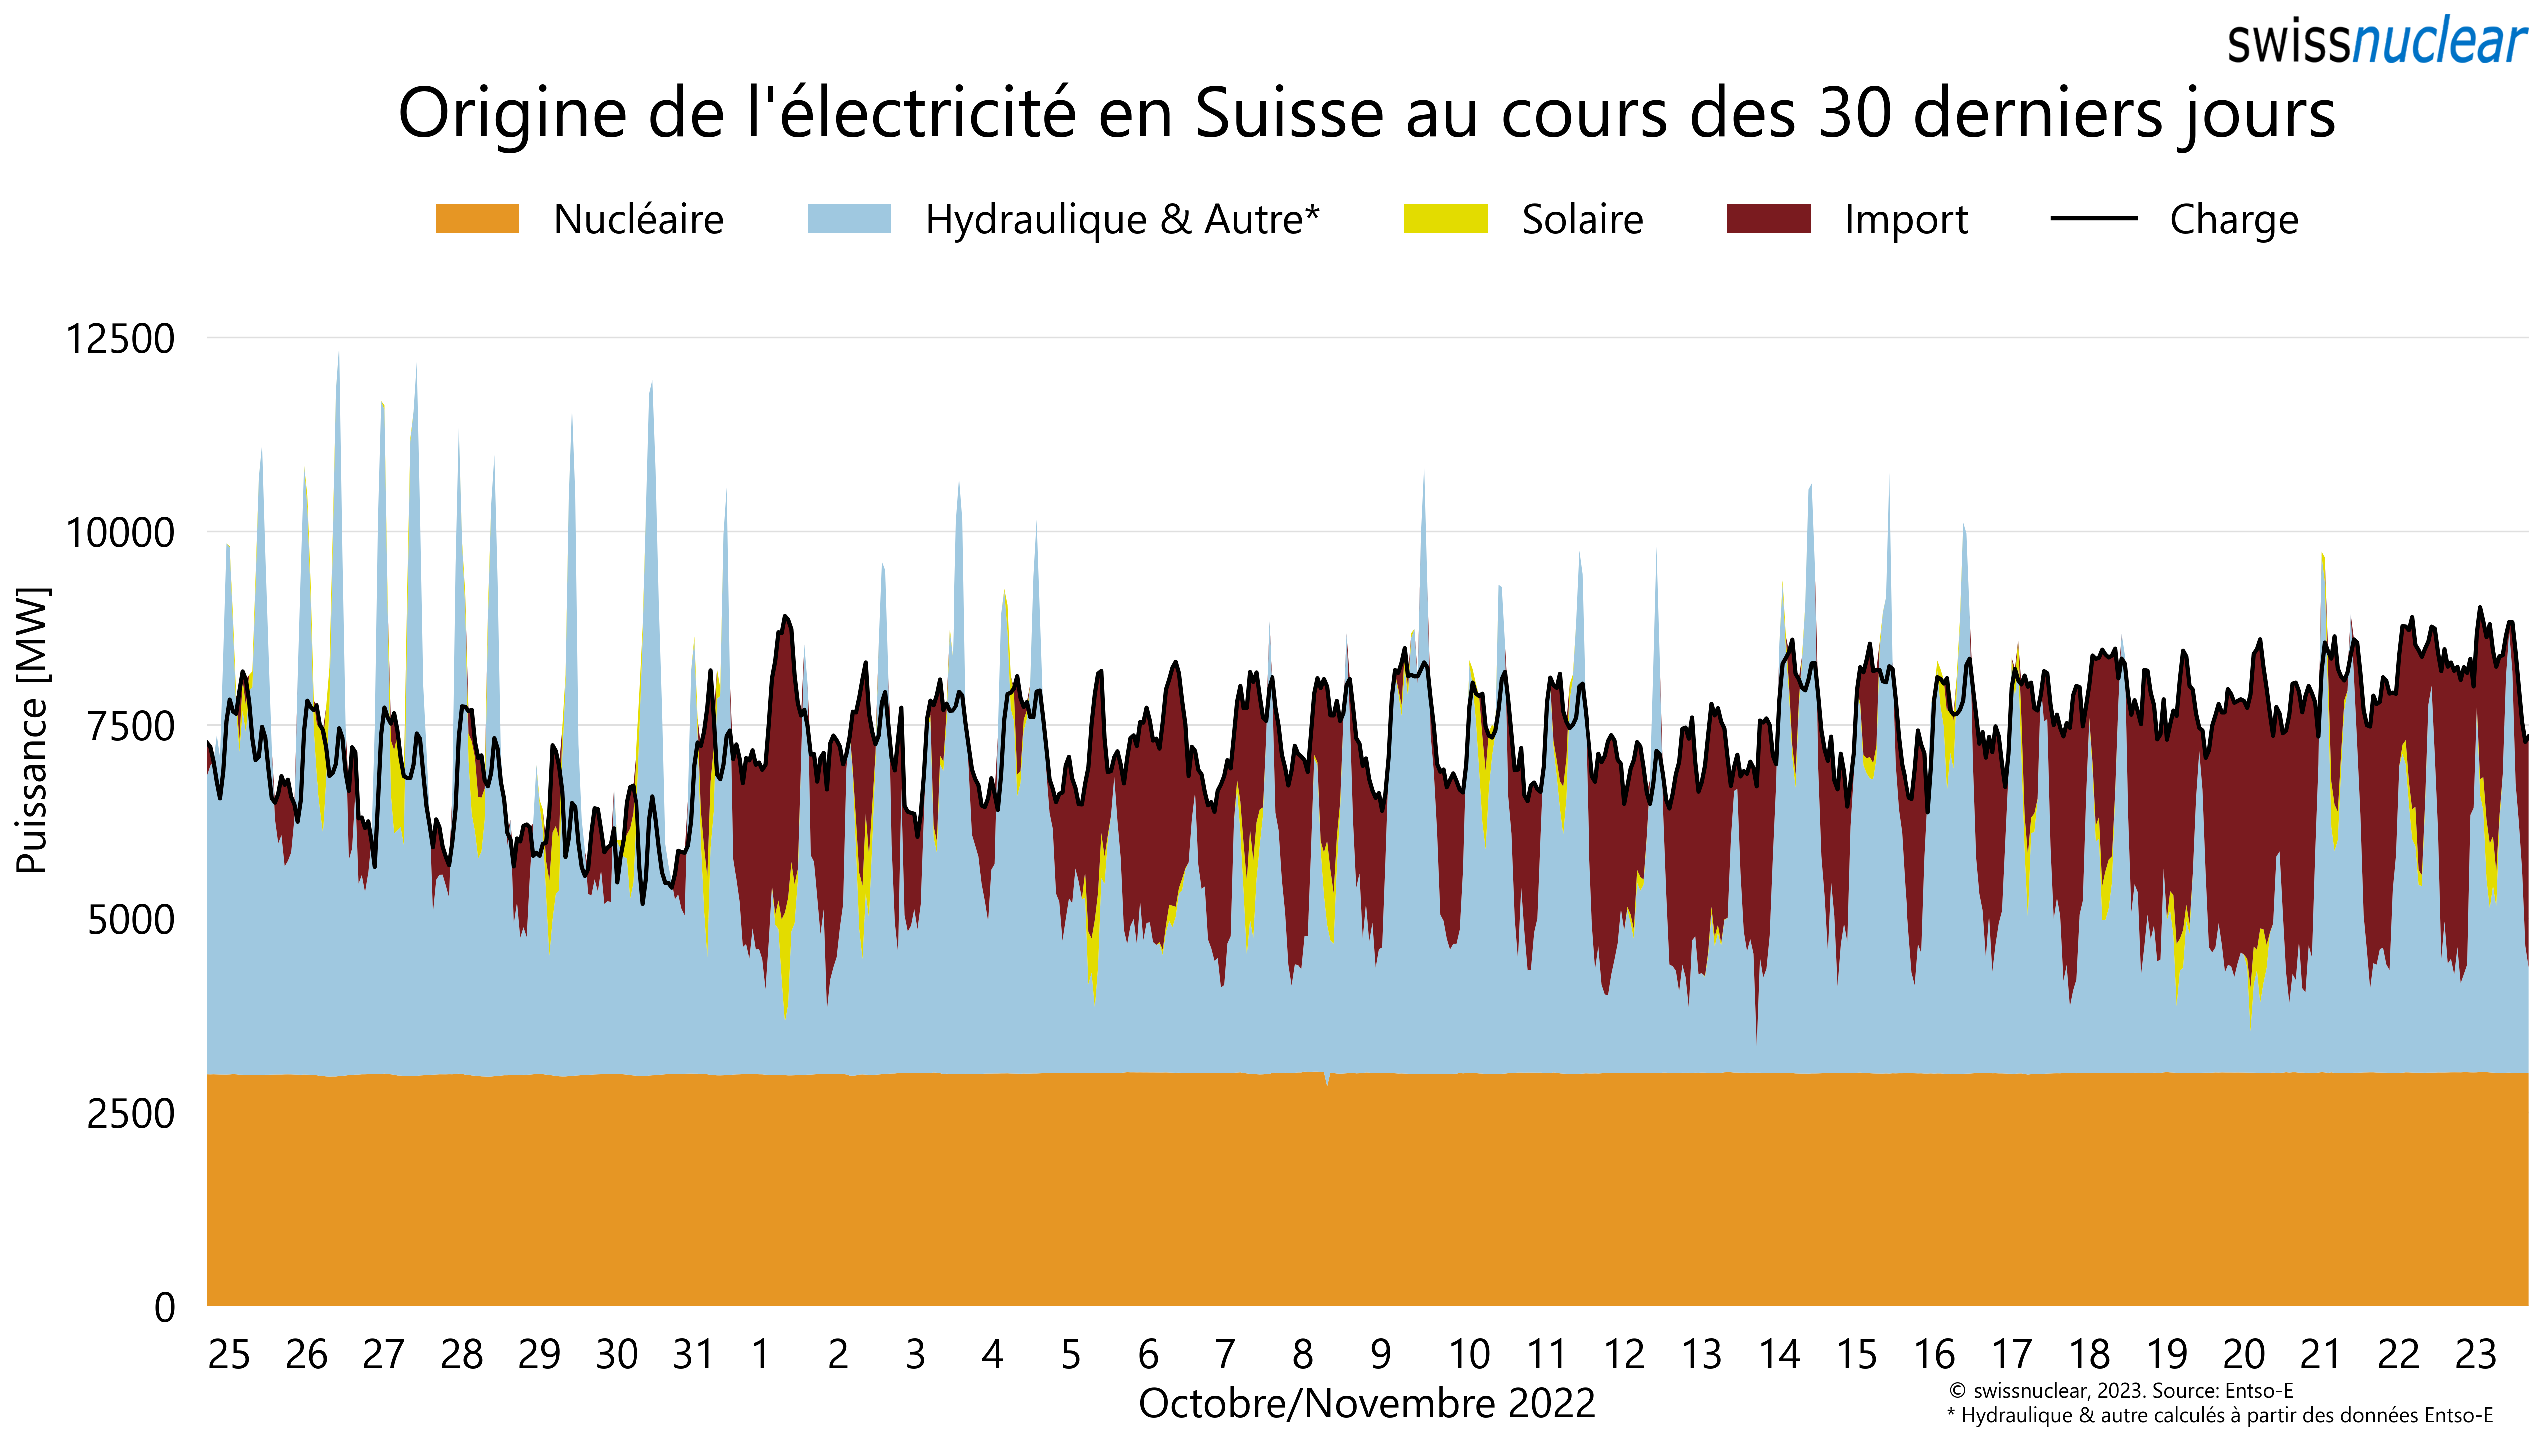 swissnuclear
Origine de l'électricité en Suisse au cours des 30 derniers jours
Nucléaire Hydraulique & Autre* Solaire Import Charge
12500
10000
7500
5000
2500
0
Puissance [MW]
25 26 27 28 29 30 31 1 2 3 4 5 6 7 8 9 10 11 12 13 14 15 16 17 18 19 20 21 22 23
Octobre/Novembre 2022
© swissnuclear, 2023. Source: Entso-E
* Hydraulique & autre calculés à partir des données Entso-E